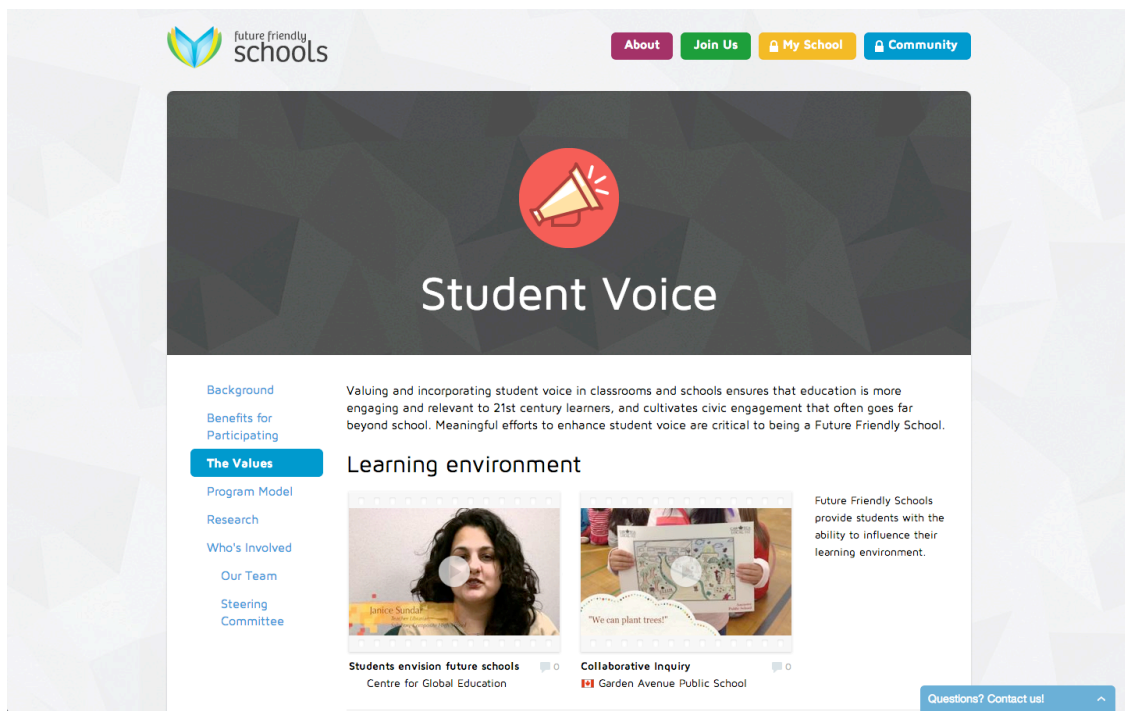 future friendly
schools
About
Join Us
My School
Community
Student Voice
Background
Benefits for
Participating
The Values
Program Model
Research
Who's Involved
Our Team
Steering
Committee
Valuing and incorporating student voice in classrooms and schools ensures that education is more
engaging and relevant to 21st century learners, and cultivates civic engagement that often goes far
beyond school. Meaningful efforts to enhance student voice are critical to being a Future Friendly School.
Learning environment
Janice Sundar
"We can plant trees!"
Future Friendly Schools
provide students with the
ability to influence their
learning environment.
Students envision future schools 0
Centre for Global Education
Collaborative Inquiry 0
Garden Avenue Public School
Questions? Contact us!